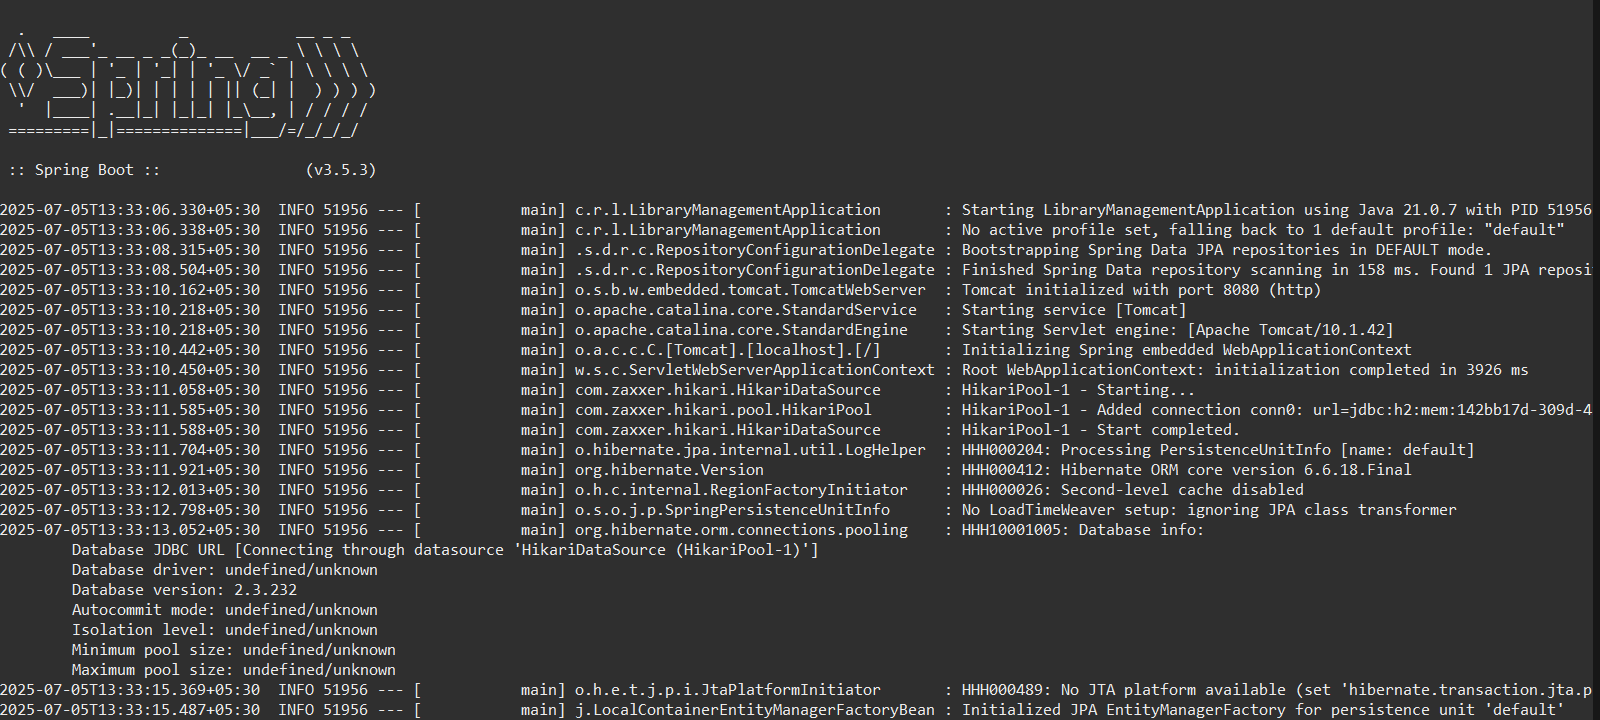 .   ____          _            __ _ _
 /\\ / ___'_ __ _ _(_)_ __  __ _ \ \ \ \
( ( )\___ | '_ | '_| | '_ \/ _` | \ \ \ \
 \\/  ___)| |_)| | | | | || (_| |  ) ) ) )
  '  |____| .__|_| |_|_| |_\__, | / / / /
 =========|_|==============|___/=/_/_/_/

 :: Spring Boot ::                (v3.5.3)

2025-07-05T13:33:06.330+05:30  INFO 51956 --- [           main] c.r.l.LibraryManagementApplication       : Starting LibraryManagementApplication using Java 21.0.7 with PID 51956
2025-07-05T13:33:06.338+05:30  INFO 51956 --- [           main] c.r.l.LibraryManagementApplication       : No active profile set, falling back to 1 default profile: "default"
2025-07-05T13:33:08.315+05:30  INFO 51956 --- [           main] .s.d.r.c.RepositoryConfigurationDelegate : Bootstrapping Spring Data JPA repositories in DEFAULT mode.
2025-07-05T13:33:08.504+05:30  INFO 51956 --- [           main] .s.d.r.c.RepositoryConfigurationDelegate : Finished Spring Data repository scanning in 158 ms. Found 1 JPA reposi
2025-07-05T13:33:10.162+05:30  INFO 51956 --- [           main] o.s.b.w.embedded.tomcat.TomcatWebServer  : Tomcat initialized with port 8080 (http)
2025-07-05T13:33:10.218+05:30  INFO 51956 --- [           main] o.apache.catalina.core.StandardService   : Starting service [Tomcat]
2025-07-05T13:33:10.218+05:30  INFO 51956 --- [           main] o.apache.catalina.core.StandardEngine    : Starting Servlet engine: [Apache Tomcat/10.1.42]
2025-07-05T13:33:10.442+05:30  INFO 51956 --- [           main] o.a.c.c.C.[Tomcat].[localhost].[/]       : Initializing Spring embedded WebApplicationContext
2025-07-05T13:33:10.450+05:30  INFO 51956 --- [           main] w.s.c.ServletWebServerApplicationContext : Root WebApplicationContext: initialization completed in 3926 ms
2025-07-05T13:33:11.058+05:30  INFO 51956 --- [           main] com.zaxxer.hikari.HikariDataSource       : HikariPool-1 - Starting...
2025-07-05T13:33:11.585+05:30  INFO 51956 --- [           main] com.zaxxer.hikari.pool.HikariPool        : HikariPool-1 - Added connection conn0: url=jdbc:h2:mem:142bb17d-309d-4
2025-07-05T13:33:11.588+05:30  INFO 51956 --- [           main] com.zaxxer.hikari.HikariDataSource       : HikariPool-1 - Start completed.
2025-07-05T13:33:11.704+05:30  INFO 51956 --- [           main] o.hibernate.jpa.internal.util.LogHelper  : HHH000204: Processing PersistenceUnitInfo [name: default]
2025-07-05T13:33:11.921+05:30  INFO 51956 --- [           main] org.hibernate.Version                    : HHH000412: Hibernate ORM core version 6.6.18.Final
2025-07-05T13:33:12.013+05:30  INFO 51956 --- [           main] o.h.c.internal.RegionFactoryInitiator    : HHH000026: Second-level cache disabled
2025-07-05T13:33:12.798+05:30  INFO 51956 --- [           main] o.s.o.j.p.SpringPersistenceUnitInfo      : No LoadTimeWeaver setup: ignoring JPA class transformer
2025-07-05T13:33:13.052+05:30  INFO 51956 --- [           main] org.hibernate.orm.connections.pooling    : HHH10001005: Database info:
        Database JDBC URL [Connecting through datasource 'HikariDataSource (HikariPool-1)']
        Database driver: undefined/unknown
        Database version: 2.3.232
        Autocommit mode: undefined/unknown
        Isolation level: undefined/unknown
        Minimum pool size: undefined/unknown
        Maximum pool size: undefined/unknown
2025-07-05T13:33:15.369+05:30  INFO 51956 --- [           main] o.h.e.t.j.p.i.JtaPlatformInitiator       : HHH000489: No JTA platform available (set 'hibernate.transaction.jta.p
2025-07-05T13:33:15.487+05:30  INFO 51956 --- [           main] j.LocalContainerEntityManagerFactoryBean : Initialized JPA EntityManagerFactory for persistence unit 'default'